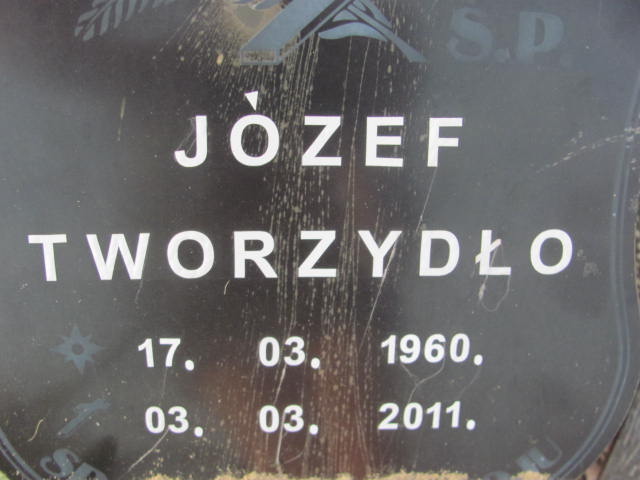 Ś.P.
JÓZEF
TWORZYDŁO
17. 03. 1960.
03. 03. 2011.